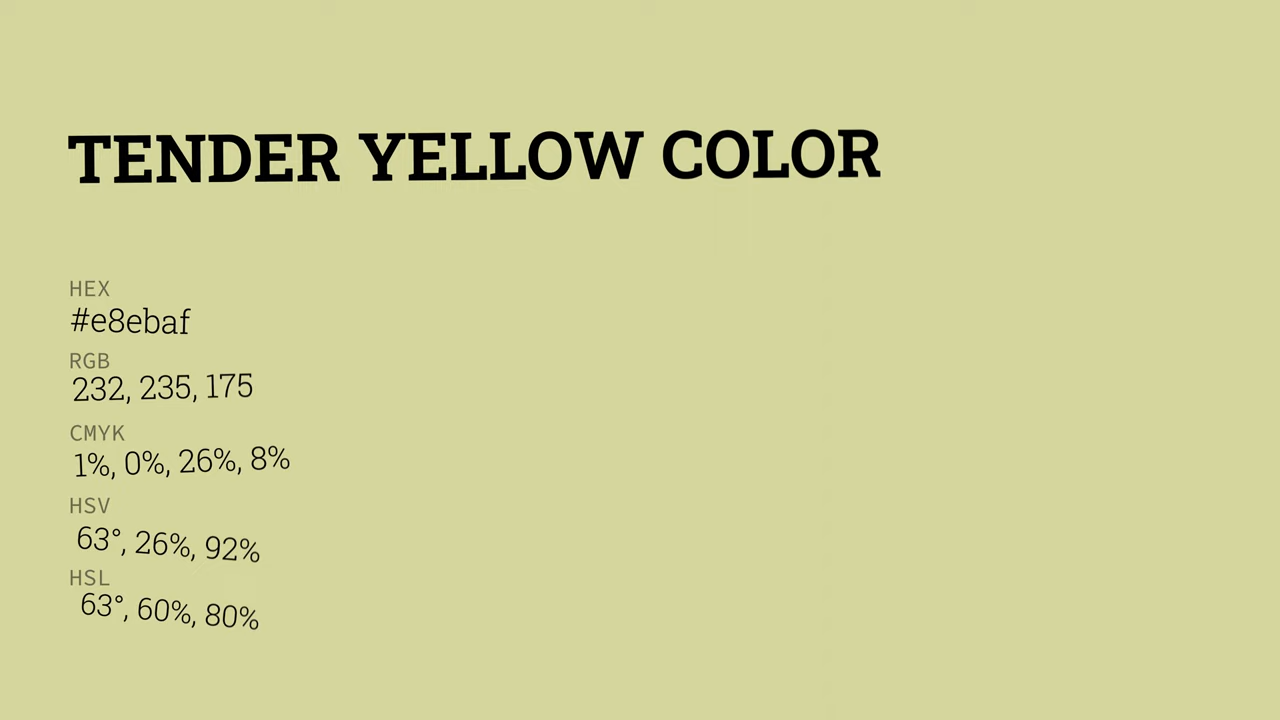 TENDER YELLOW COLOR
HEX
#e8ebaf
RGB
232, 235, 175
CMYK
1%, 0%, 26%, 8%
HSV
63°, 26%, 92%
HSL
63°, 60%, 80%